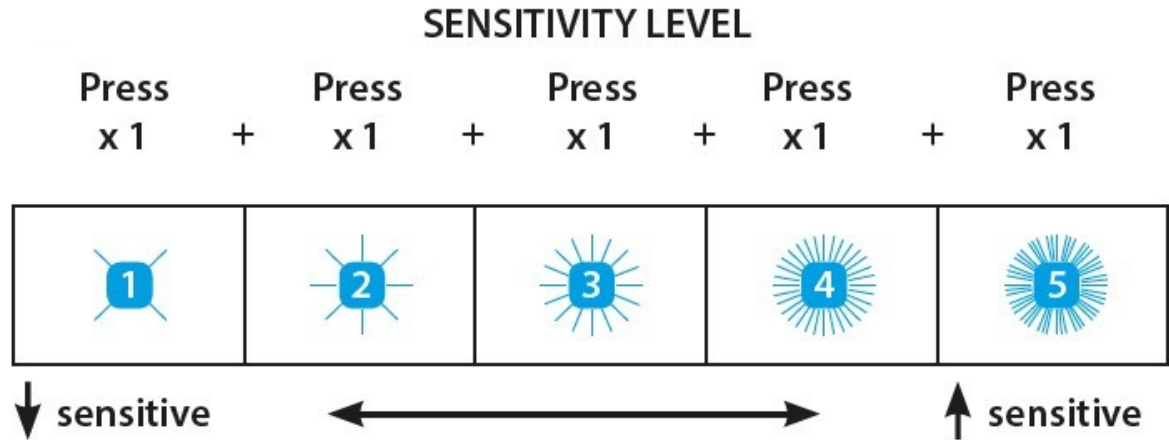 SENSITIVITY LEVEL
Press Press Press Press Press
x 1 + x 1 + x 1 + x 1 + x 1
1 2 3 4 5
sensitive sensitive